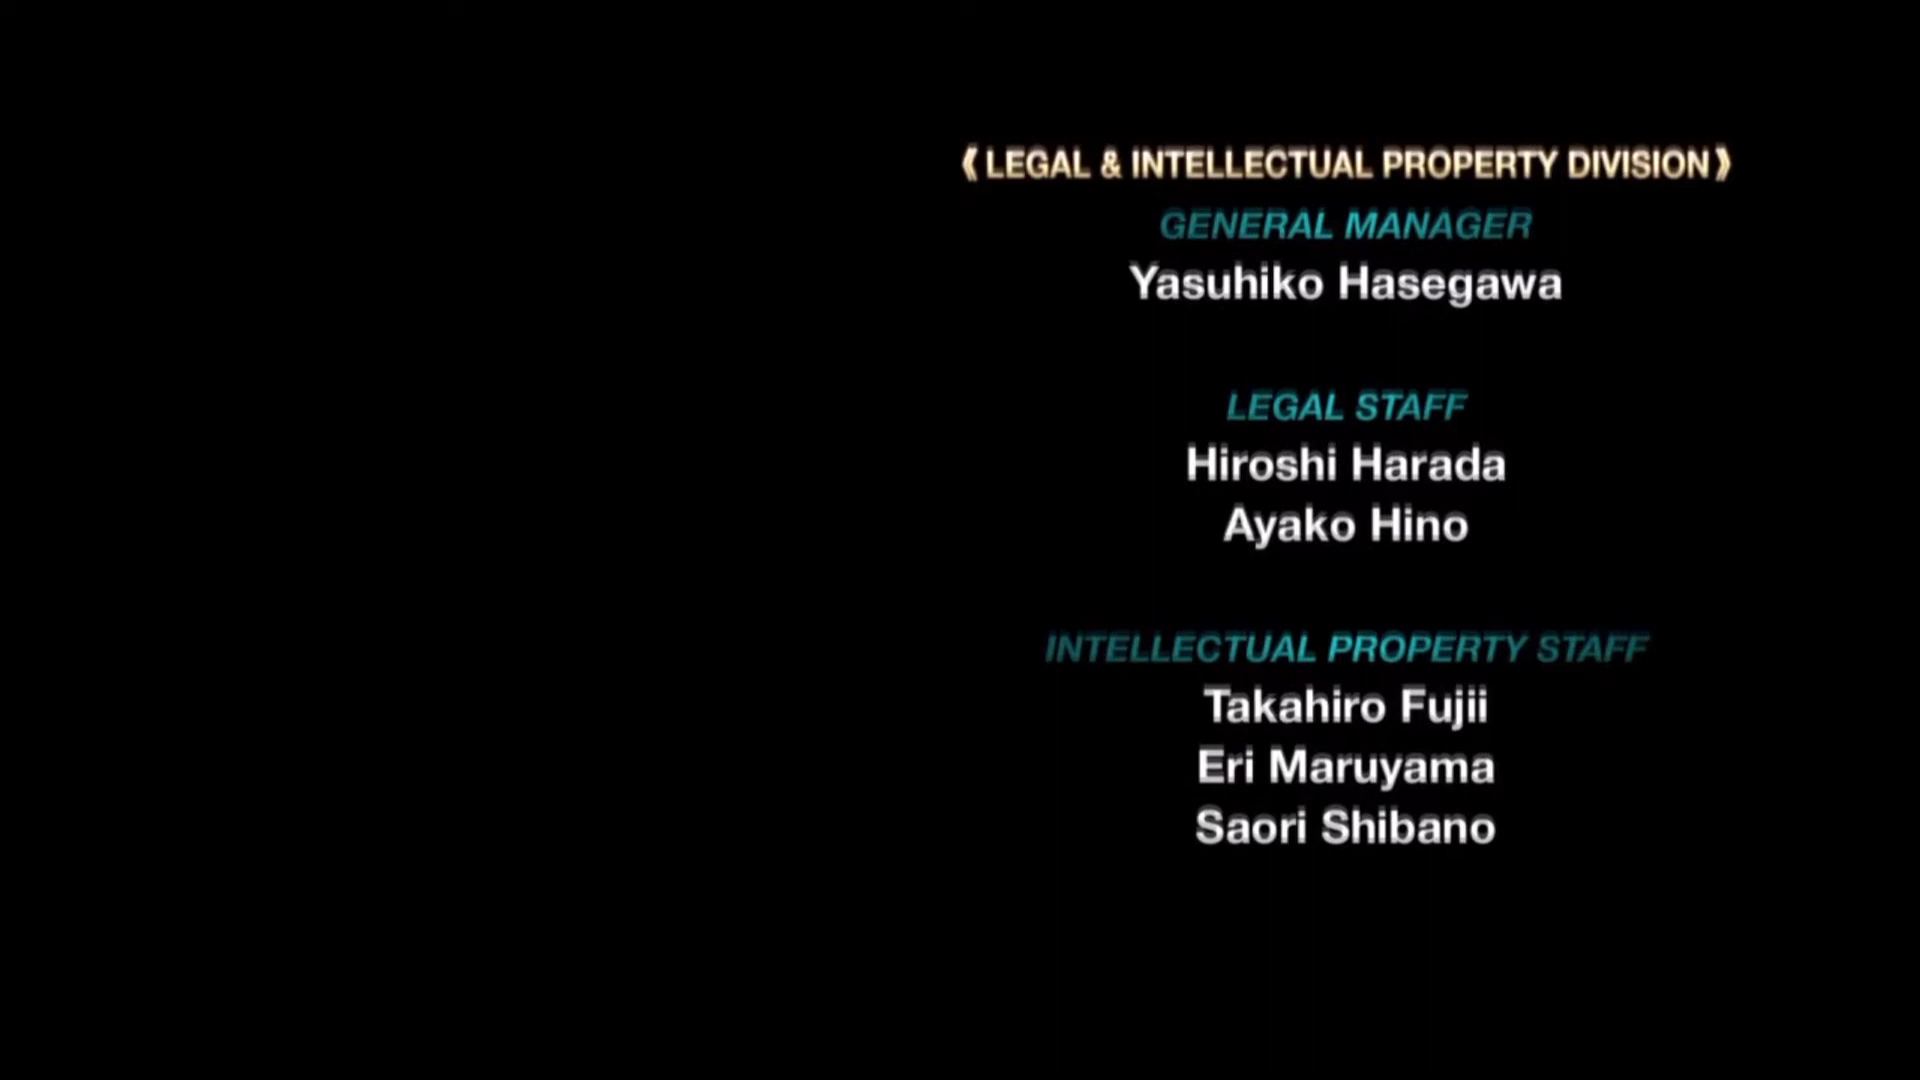 《LEGAL & INTELLECTUAL PROPERTY DIVISION》
GENERAL MANAGER
Yasuhiko Hasegawa
LEGAL STAFF
Hiroshi Harada
Ayako Hino
INTELLECTUAL PROPERTY STAFF
Takahiro Fujii
Eri Maruyama
Saori Shibano